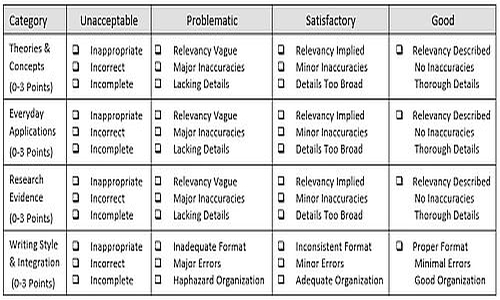 Category Unacceptable Problematic Satisfactory Good
Theories & ❑ Inappropriate ❑ Relevancy Vague ❑ Relevancy Implied ❑ Relevancy Described
Concepts ❑ Incorrect ❑ Major Inaccuracies ❑ Minor Inaccuracies No Inaccuracies
(0-3 Points) ❑ Incomplete ❑ Lacking Details ❑ Details Too Broad Thorough Details
Everyday ❑ Inappropriate ❑ Relevancy Vague ❑ Relevancy Implied ❑ Relevancy Described
Applications ❑ Incorrect ❑ Major Inaccuracies ❑ Minor Inaccuracies No Inaccuracies
(0-3 Points) ❑ Incomplete ❑ Lacking Details ❑ Details Too Broad Thorough Details
Research ❑ Inappropriate ❑ Relevancy Vague ❑ Relevancy Implied ❑ Relevancy Described
Evidence ❑ Incorrect ❑ Major Inaccuracies ❑ Minor Inaccuracies No Inaccuracies
(0-3 Points) ❑ Incomplete ❑ Lacking Details ❑ Details Too Broad Thorough Details
Writing Style ❑ Inappropriate ❑ Inadequate Format ❑ Inconsistent Format ❑ Proper Format
& Integration ❑ Incorrect ❑ Major Errors ❑ Minor Errors Minimal Errors
(0-3 Points) ❑ Incomplete ❑ Haphazard Organization ❑ Adequate Organization Good Organization